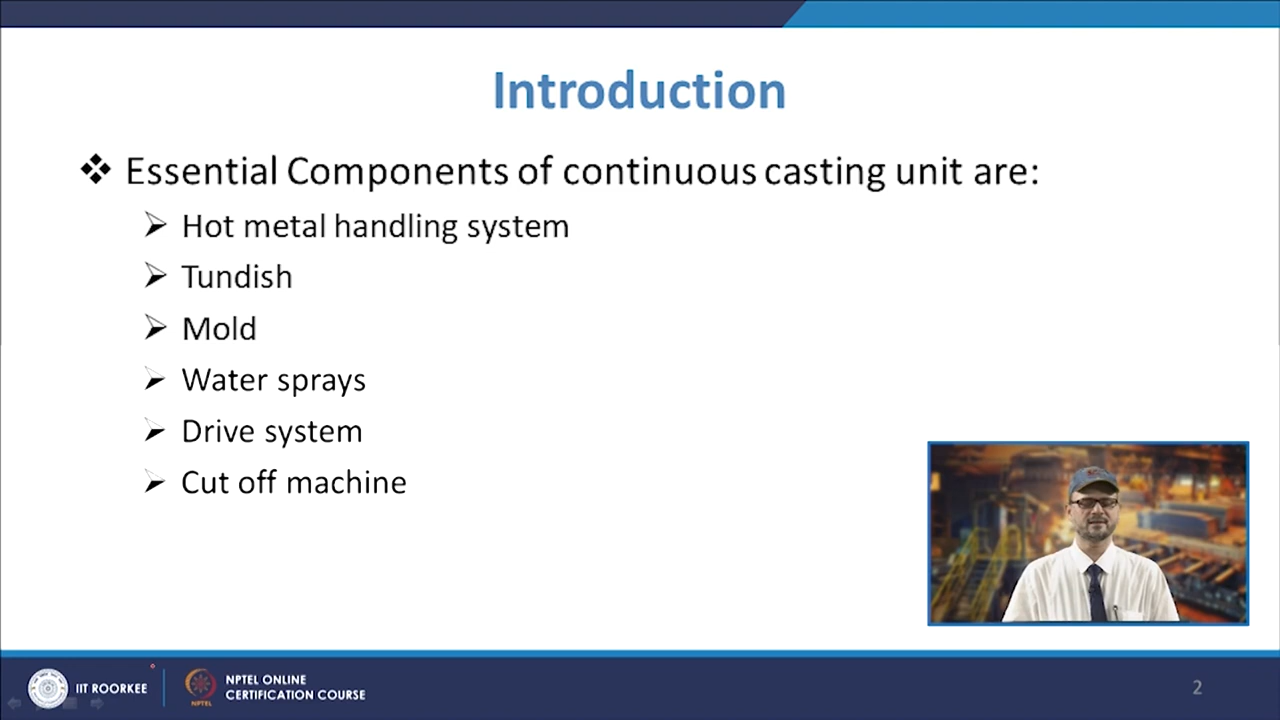 Introduction
❖ Essential Components of continuous casting unit are:
➢ Hot metal handling system
➢ Tundish
➢ Mold
➢ Water sprays
➢ Drive system
➢ Cut off machine
IIT ROORKEE
NPTEL
NPTEL ONLINE
CERTIFICATION COURSE
2